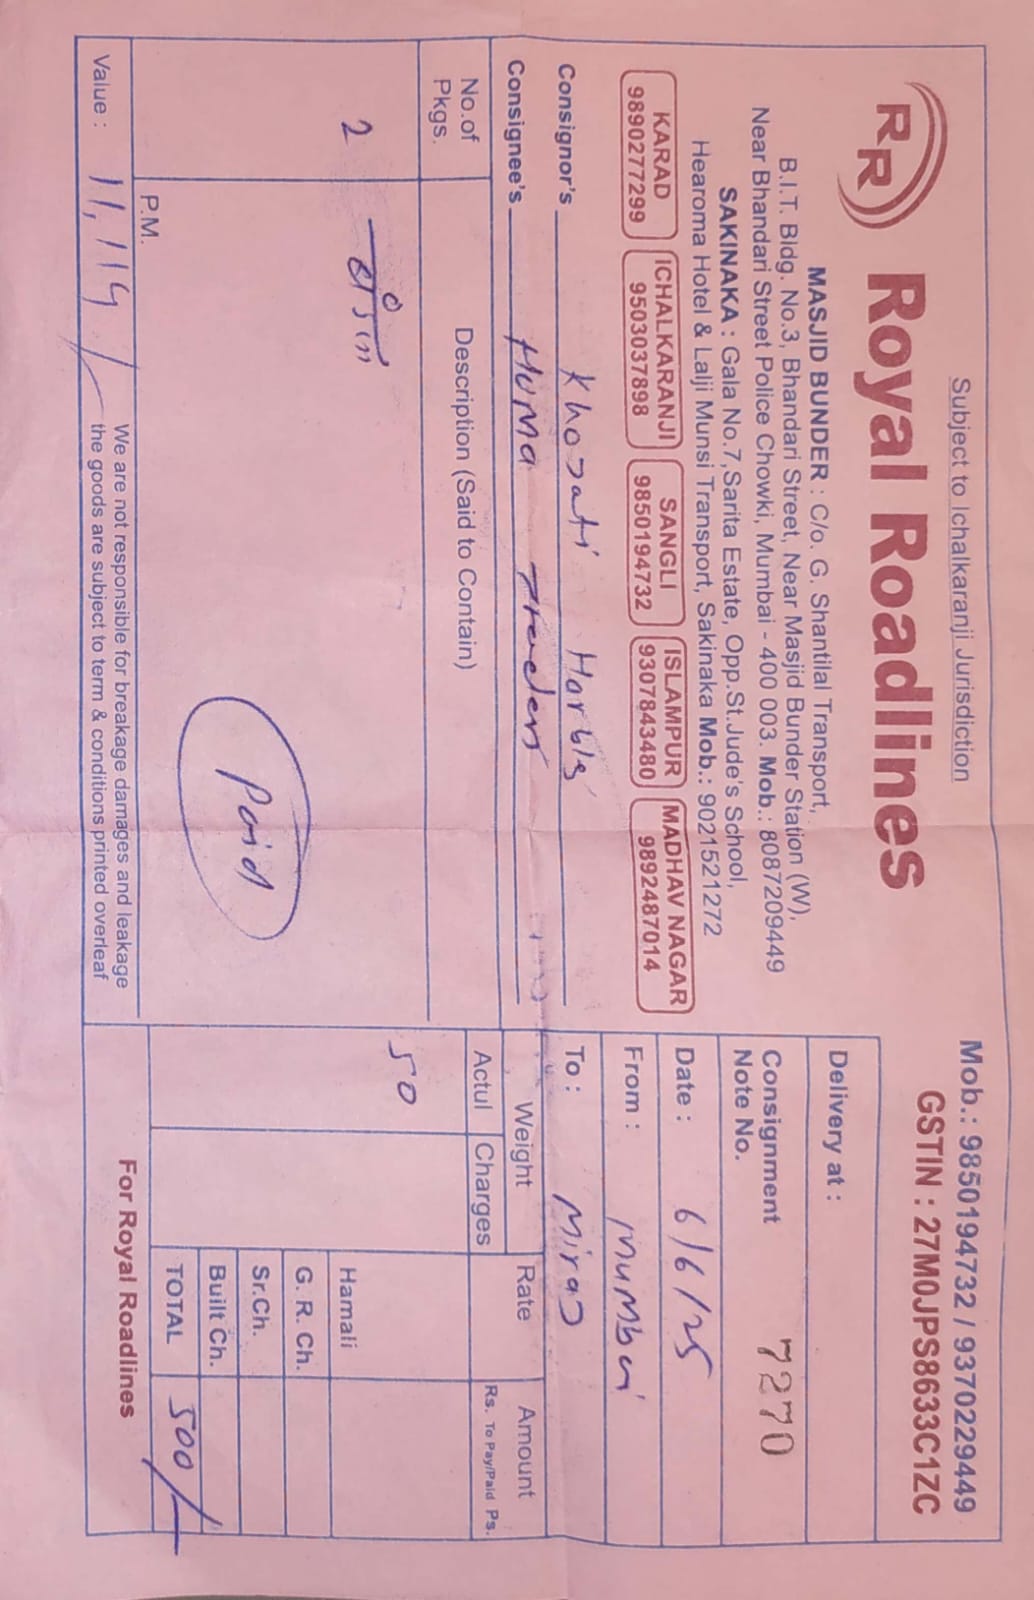 Subject to Ichalkaranji Jurisdiction
Mob.: 9850194732 / 9370229449
GSTIN : 27M0JPS8633C1ZC
RR Royal Roadlines
MASJID BUNDER : C/o. G. Shantilal Transport,
B.I.T. Bldg. No.3, Bhandari Street, Near Masjid Bunder Station (W),
Near Bhandari Street Police Chowki, Mumbai - 400 003. Mob.: 8087209449
SAKINAKA : Gala No.7,Sarita Estate, Opp.St.Jude's School,
Hearoma Hotel & Lalji Munsi Transport, Sakinaka Mob.: 9021521272
KARAD 9890277299
ICHALKARANJI 9503037898
SANGLI 9850194732
ISLAMPUR 9307843480
MADHAV NAGAR 9892487014
Delivery at :
Consignment Note No. 7270
Date : 6/6/25
From : Mumbai
To : Miraj
Consignor's Khojati Harbls
Consignee's Huma Treaders
No.of Pkgs.
Description (Said to Contain)
Weight
Actul
Charges
Rate
Amount
Rs. To Pay/Paid Ps.
2
50
Paid
Hamali
G. R. Ch.
Sr.Ch.
Built Ch.
TOTAL 500/-
P.M.
Value : 11,119/-
We are not responsible for breakage damages and leakage
the goods are subject to term & conditions printed overleaf
For Royal Roadlines